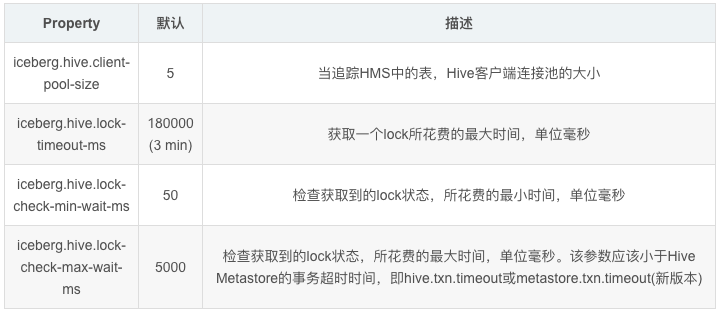 Property 默认 描述
iceberg.hive.client-
pool-size
5
当追踪HMS中的表，Hive客户端连接池的大小
iceberg.hive.lock-
timeout-ms
180000
(3 min)
获取一个lock所花费的最大时间，单位毫秒
iceberg.hive.lock-
check-min-wait-ms
50
检查获取到的lock状态，所花费的最小时间，单位毫秒
iceberg.hive.lock-
check-max-wait-
ms
5000
检查获取到的lock状态，所花费的最大时间，单位毫秒。该参数应该小于Hive
Metastore的事务超时时间，即hive.txn.timeout或metastore.txn.timeout(新版本)